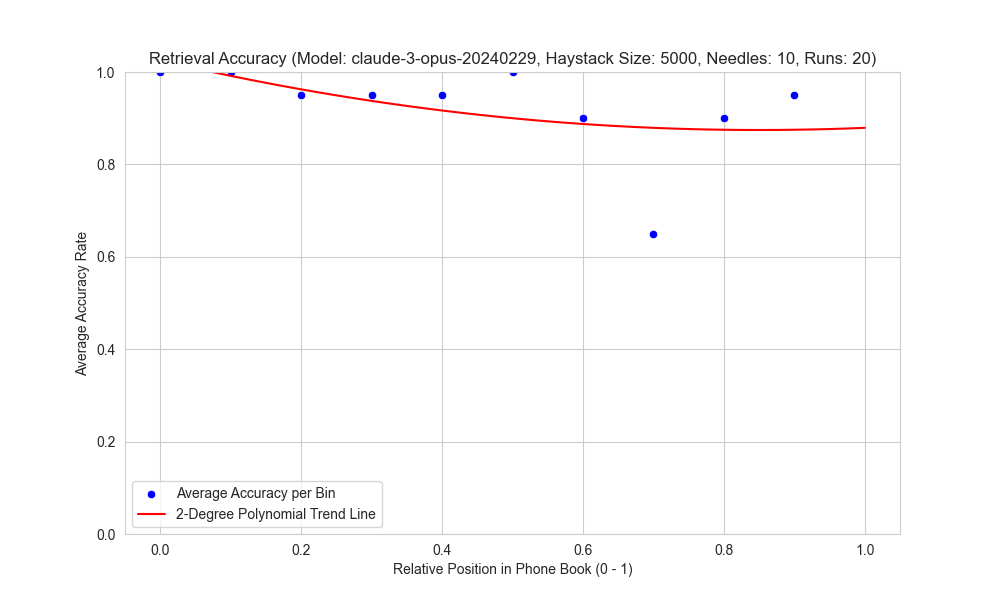 Retrieval Accuracy (Model: claude-3-opus-20240229, Haystack Size: 5000, Needles: 10, Runs: 20)
1.0
0.8
0.6
0.4
0.2
0.0
Average Accuracy Rate
Average Accuracy per Bin
2-Degree Polynomial Trend Line
0.0 0.2 0.4 0.6 0.8 1.0
Relative Position in Phone Book (0 - 1)